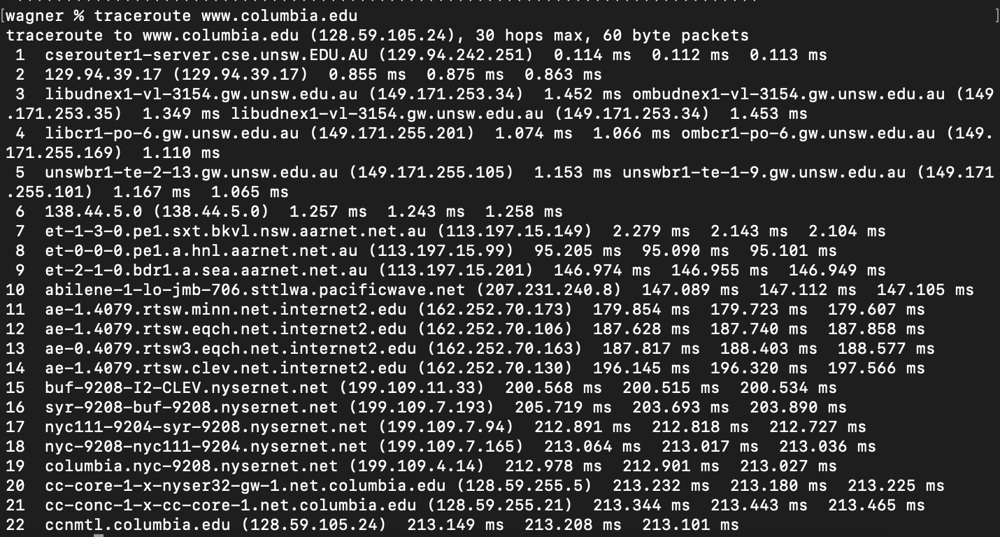 [wagner % traceroute www.columbia.edu ]
traceroute to www.columbia.edu (128.59.105.24), 30 hops max, 60 byte packets
 1  cserouter1-server.cse.unsw.EDU.AU (129.94.242.251)  0.114 ms  0.112 ms  0.113 ms
 2  129.94.39.17 (129.94.39.17)  0.855 ms  0.875 ms  0.863 ms
 3  libudnex1-vl-3154.gw.unsw.edu.au (149.171.253.34)  1.452 ms ombudnex1-vl-3154.gw.unsw.edu.au (149
.171.253.35)  1.349 ms libudnex1-vl-3154.gw.unsw.edu.au (149.171.253.34)  1.453 ms
 4  libcr1-po-6.gw.unsw.edu.au (149.171.255.201)  1.074 ms  1.066 ms ombcr1-po-6.gw.unsw.edu.au (149.
171.255.169)  1.110 ms
 5  unswbr1-te-2-13.gw.unsw.edu.au (149.171.255.105)  1.153 ms unswbr1-te-1-9.gw.unsw.edu.au (149.171
.255.101)  1.167 ms  1.065 ms
 6  138.44.5.0 (138.44.5.0)  1.257 ms  1.243 ms  1.258 ms
 7  et-1-3-0.pe1.sxt.bkvl.nsw.aarnet.net.au (113.197.15.149)  2.279 ms  2.143 ms  2.104 ms
 8  et-0-0-0.pe1.a.hnl.aarnet.net.au (113.197.15.99)  95.205 ms  95.090 ms  95.101 ms
 9  et-2-1-0.bdr1.a.sea.aarnet.net.au (113.197.15.201)  146.974 ms  146.955 ms  146.949 ms
10  abilene-1-lo-jmb-706.sttlwa.pacificwave.net (207.231.240.8)  147.089 ms  147.112 ms  147.105 ms
11  ae-1.4079.rtsw.minn.net.internet2.edu (162.252.70.173)  179.854 ms  179.723 ms  179.607 ms
12  ae-1.4079.rtsw.eqch.net.internet2.edu (162.252.70.106)  187.628 ms  187.740 ms  187.858 ms
13  ae-0.4079.rtsw3.eqch.net.internet2.edu (162.252.70.163)  187.817 ms  188.403 ms  188.577 ms
14  ae-1.4079.rtsw.clev.net.internet2.edu (162.252.70.130)  196.145 ms  196.320 ms  197.566 ms
15  buf-9208-I2-CLEV.nysernet.net (199.109.11.33)  200.568 ms  200.515 ms  200.534 ms
16  syr-9208-buf-9208.nysernet.net (199.109.7.193)  205.719 ms  203.693 ms  203.890 ms
17  nyc111-9204-syr-9208.nysernet.net (199.109.7.94)  212.891 ms  212.818 ms  212.727 ms
18  nyc-9208-nyc111-9204.nysernet.net (199.109.7.165)  213.064 ms  213.017 ms  213.036 ms
19  columbia.nyc-9208.nysernet.net (199.109.4.14)  212.978 ms  212.901 ms  213.027 ms
20  cc-core-1-x-nyser32-gw-1.net.columbia.edu (128.59.255.5)  213.232 ms  213.180 ms  213.225 ms
21  cc-conc-1-x-cc-core-1.net.columbia.edu (128.59.255.21)  213.344 ms  213.443 ms  213.465 ms
22  ccnmtl.columbia.edu (128.59.105.24)  213.149 ms  213.208 ms  213.101 ms